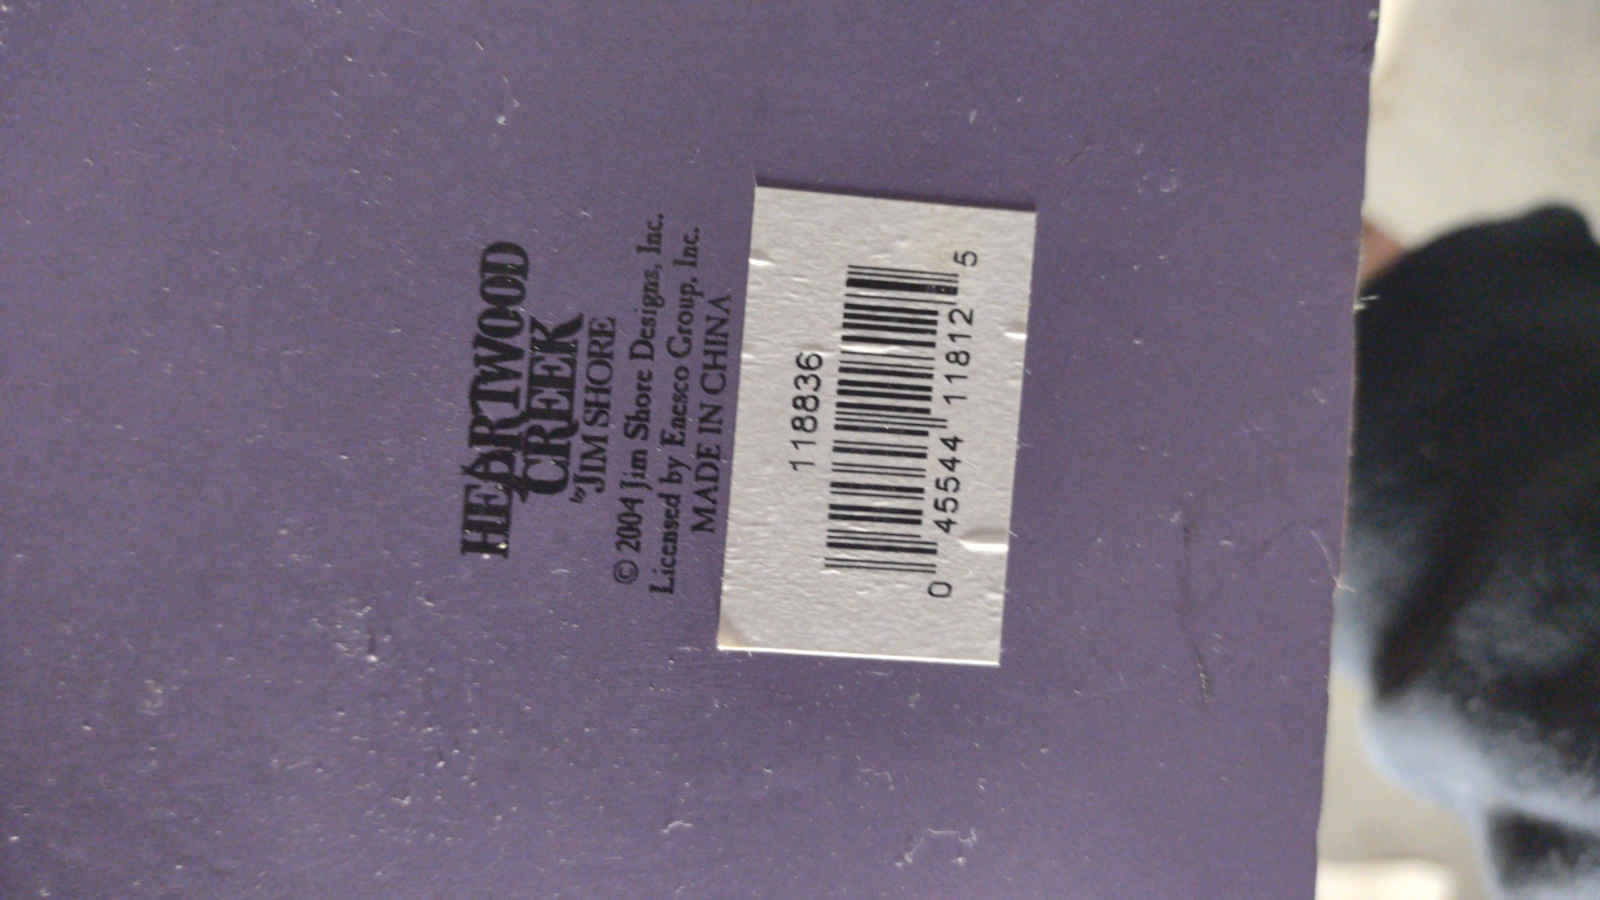 HEARTWOOD
CREEK
by JIM SHORE
© 2004 Jim Shore Designs, Inc.
Licensed by Enesco Group, Inc.
MADE IN CHINA
118836
0 45544 11812 5